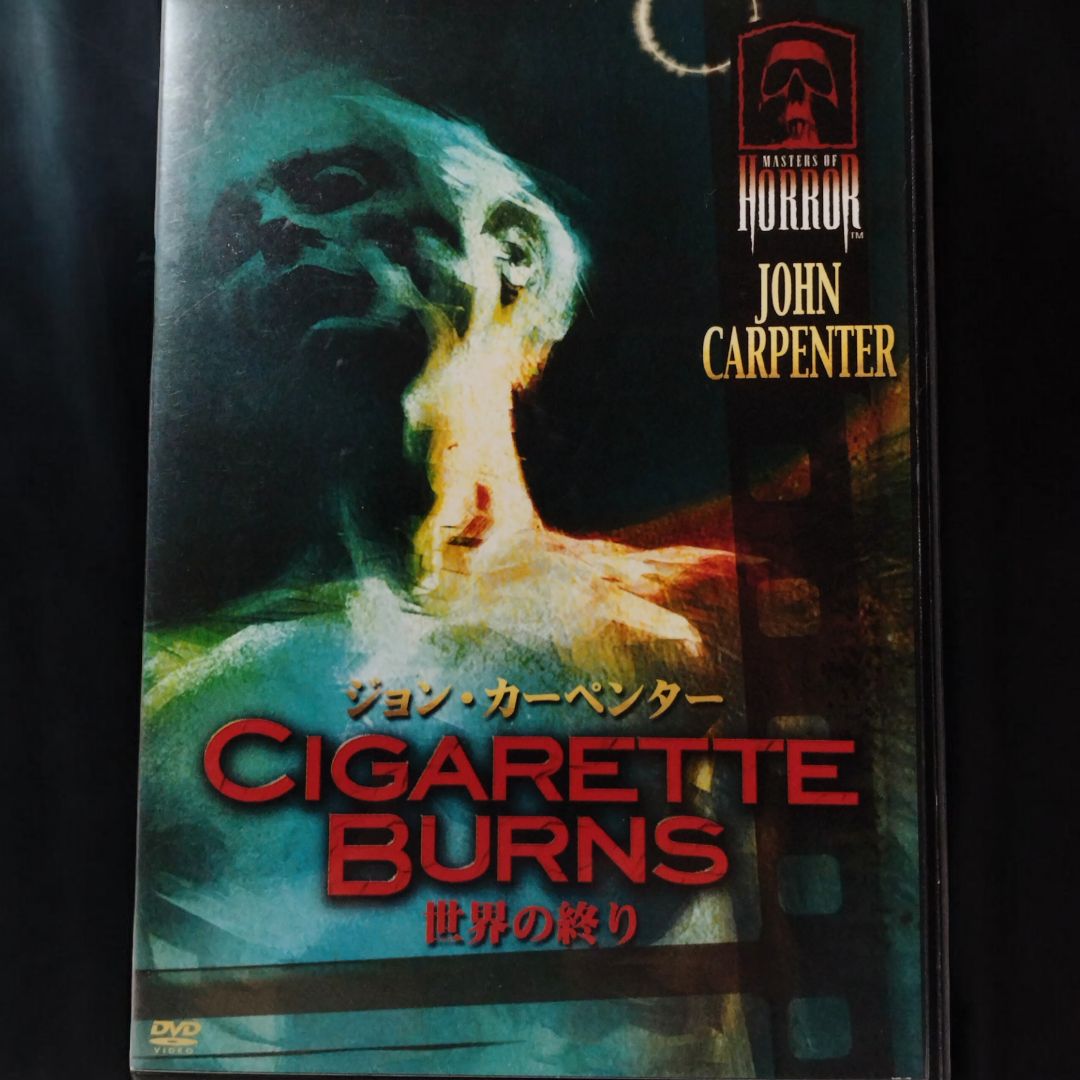 MASTERS OF
HORROR
TM
JOHN
CARPENTER
ジョン・カーペンター
CIGARETTE
BURNS
世界の終り
DVD
VIDEO